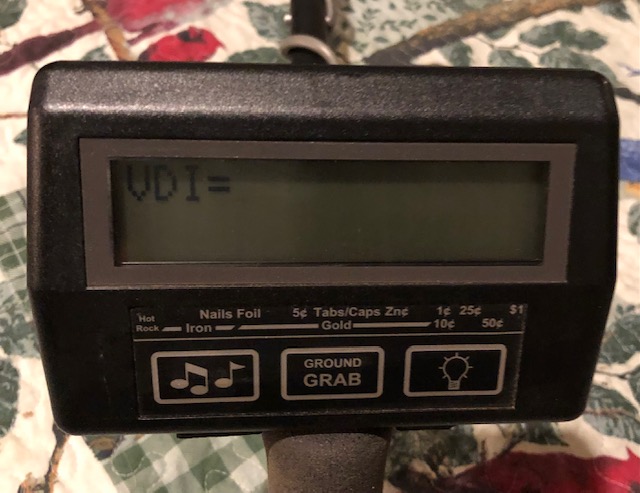 VDI=
Nails Foil 5¢ Tabs/Caps Zn¢ 1¢ 25¢ $1
Hot Rock Iron Gold 10¢ 50¢
GROUND
GRAB